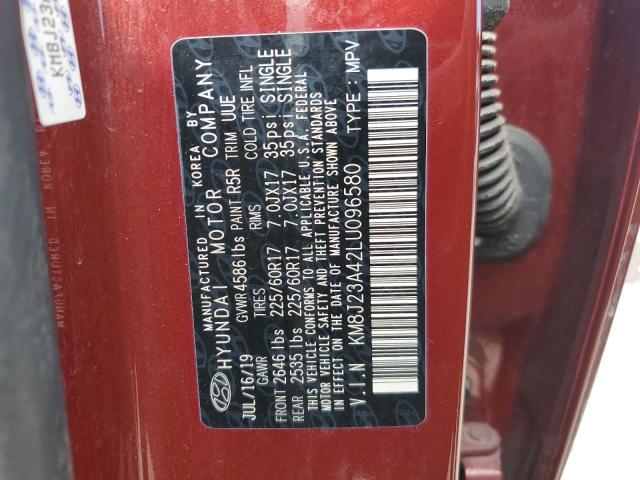 MANUFACTURED IN KOREA BY
HYUNDAI MOTOR COMPANY
JUL/16/19 GVWR 4586 lbs PAINT R5R TRIM UUE
GAWR TIRES RIMS COLD TIRE INFL
FRONT 2646 lbs 225/60R17 7.0JX17 35psi SINGLE
REAR 2535 lbs 225/60R17 7.0JX17 35psi SINGLE
THIS VEHICLE CONFORMS TO ALL APPLICABLE U.S.A. FEDERAL
MOTOR VEHICLE SAFETY AND THEFT PREVENTION STANDARDS
IN EFFECT ON THE DATE OF MANUFACTURE SHOWN ABOVE
V.I.N KM8J23A42LU096580 TYPE : MPV
KM8J23